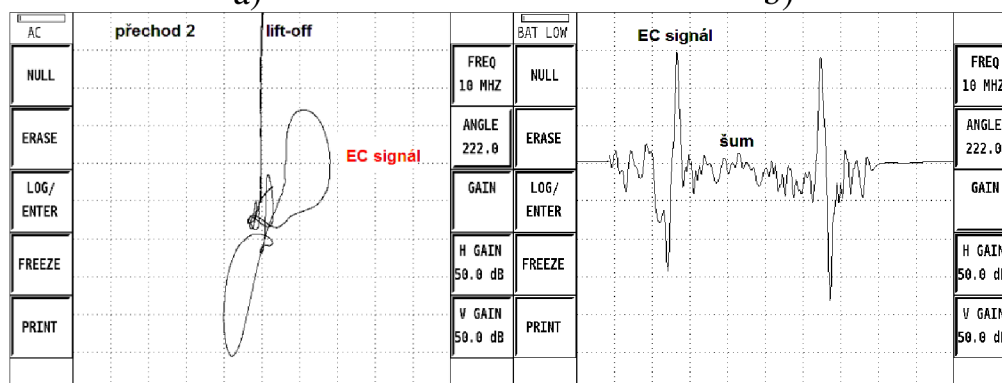 a)
b)
AC
přechod 2
lift-off
NULL
ERASE
LOG/
ENTER
FREEZE
PRINT
EC signál
FREQ
10 MHZ
ANGLE
222.0
GAIN
H GAIN
50.0 dB
V GAIN
50.0 dB
BAT LOW
NULL
ERASE
LOG/
ENTER
FREEZE
PRINT
EC signál
šum
FREQ
10 MHZ
ANGLE
222.0
GAIN
H GAIN
50.0 dB
V GAIN
50.0 dB